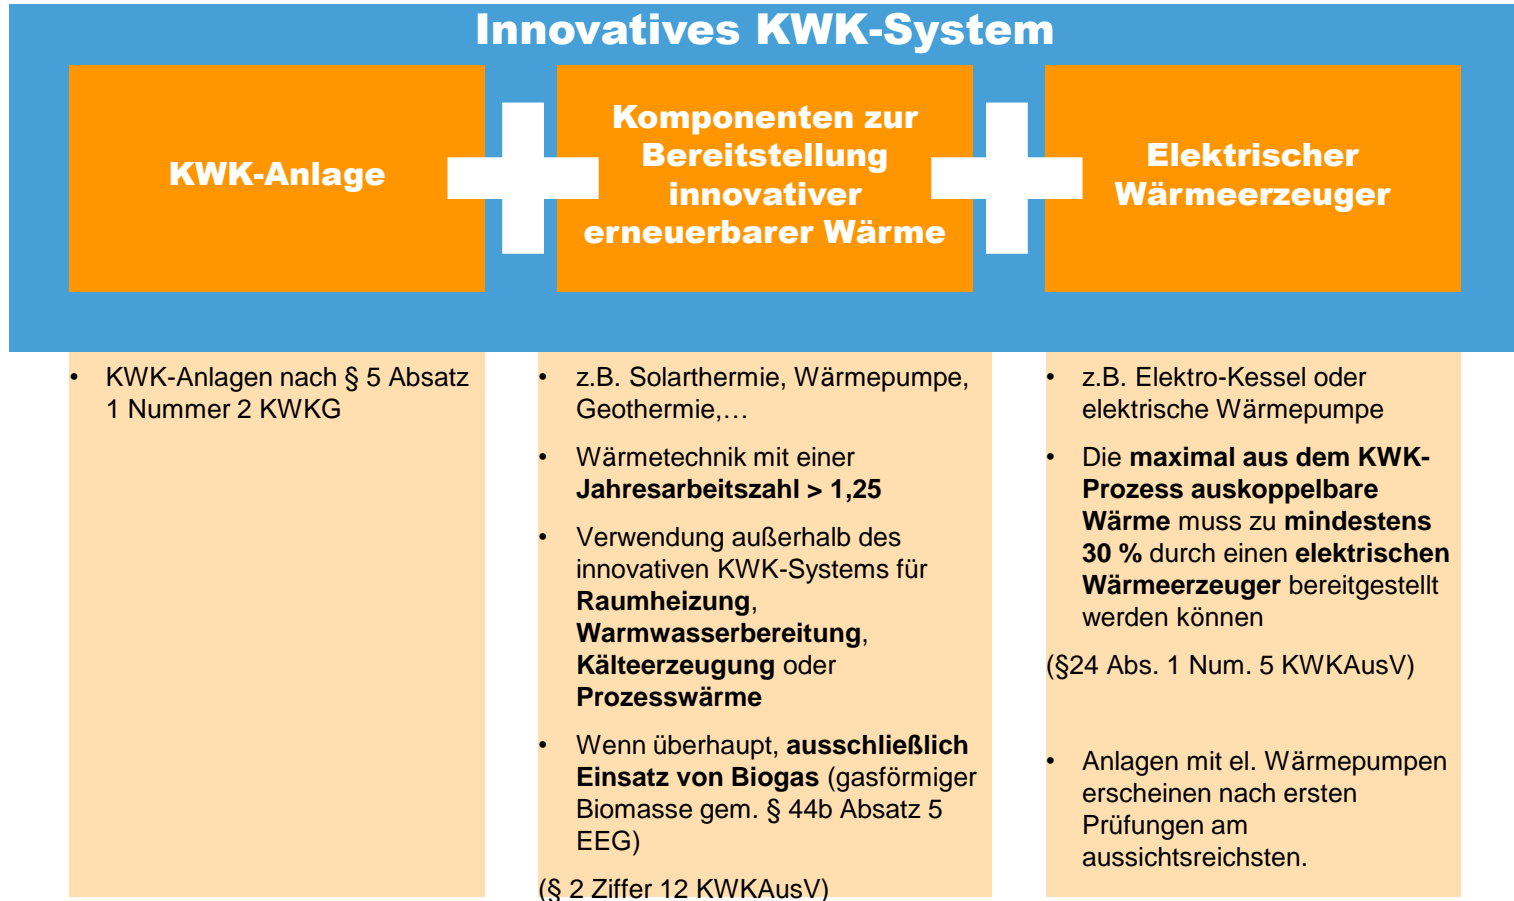 Innovatives KWK-System
KWK-Anlage
Komponenten zur
Bereitstellung
innovativer
erneuerbarer Wärme
Elektrischer
Wärmeerzeuger
• KWK-Anlagen nach § 5 Absatz
1 Nummer 2 KWKG
• z.B. Solarthermie, Wärmepumpe,
Geothermie,…
• Wärmetechnik mit einer
Jahresarbeitszahl > 1,25
• Verwendung außerhalb des
innovativen KWK-Systems für
Raumheizung,
Warmwasserbereitung,
Kälteerzeugung oder
Prozesswärme
• Wenn überhaupt, ausschließlich
Einsatz von Biogas (gasförmiger
Biomasse gem. § 44b Absatz 5
EEG)
(§ 2 Ziffer 12 KWKAusV)
• z.B. Elektro-Kessel oder
elektrische Wärmepumpe
• Die maximal aus dem KWK-
Prozess auskoppelbare
Wärme muss zu mindestens
30 % durch einen elektrischen
Wärmeerzeuger bereitgestellt
werden können
(§24 Abs. 1 Num. 5 KWKAusV)
• Anlagen mit el. Wärmepumpen
erscheinen nach ersten
Prüfungen am
aussichtsreichsten.